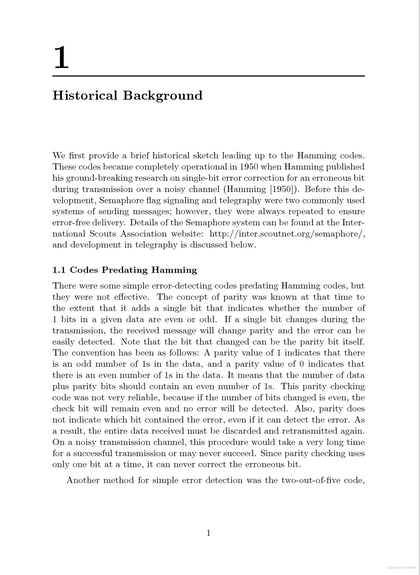 1
Historical Background
We first provide a brief historical sketch leading up to the Hamming codes.
These codes became completely operational in 1950 when Hamming published
his ground-breaking research on single-bit error correction for an erroneous bit
during transmission over a noisy channel (Hamming [1950]). Before this de-
velopment, Semaphore flag signaling and telegraphy were two commonly used
systems of sending messages; however, they were always repeated to ensure
error-free delivery. Details of the Semaphore system can be found at the Inter-
national Scouts Association website: http://inter.scoutnet.org/semaphore/,
and development in telegraphy is discussed below.
1.1 Codes Predating Hamming
There were some simple error-detecting codes predating Hamming codes, but
they were not effective. The concept of parity was known at that time to
the extent that it adds a single bit that indicates whether the number of
1 bits in a given data are even or odd. If a single bit changes during the
transmission, the received message will change parity and the error can be
easily detected. Note that the bit that changed can be the parity bit itself.
The convention has been as follows: A parity value of 1 indicates that there
is an odd number of 1s in the data, and a parity value of 0 indicates that
there is an even number of 1s in data. It means that the number of data
plus parity bits should contain an even number of 1s. This parity checking
code was not very reliable, because if the number of bits changed is even, the
check bit will remain even and no error will be detected. Also, parity does
not indicate which bit contained the error, even if it can detect the error. As
a result, the entire data received must be discarded and retransmitted again.
On a noisy transmission channel, this procedure would take a very long time
for a successful transmission or may never succeed. Since parity checking uses
only one bit at a time, it can never correct the erroneous bit.
Another method for simple error detection was the two-out-of-five code,
1